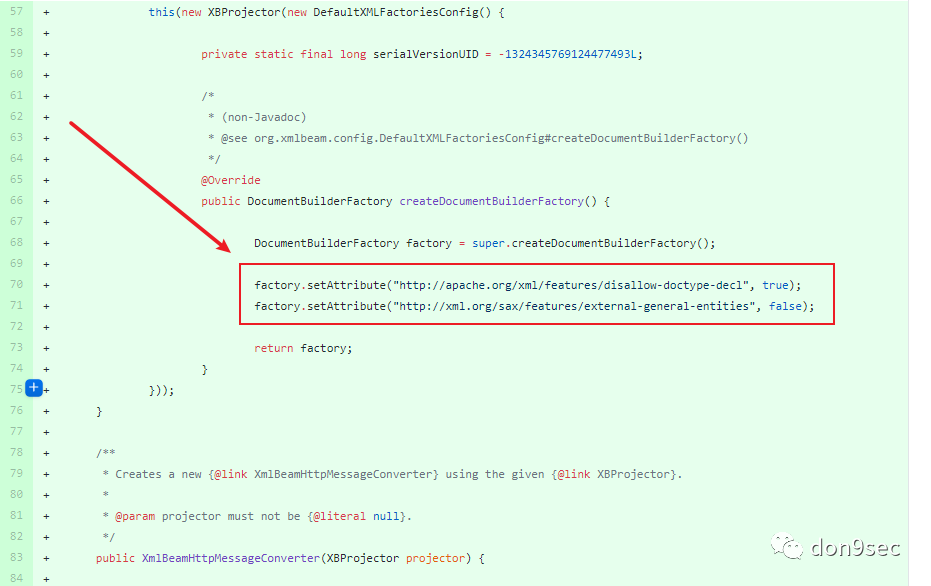 57 + this(new XBProjector(new DefaultXMLFactoriesConfig() {
58 +
59 + private static final long serialVersionUID = -1324345769124477493L;
60 +
61 + /*
62 + * (non-Javadoc)
63 + * @see org.xmlbeam.config.DefaultXMLFactoriesConfig#createDocumentBuilderFactory()
64 + */
65 + @Override
66 + public DocumentBuilderFactory createDocumentBuilderFactory() {
67 +
68 + DocumentBuilderFactory factory = super.createDocumentBuilderFactory();
69 +
70 + factory.setAttribute("http://apache.org/xml/features/disallow-doctype-decl", true);
71 + factory.setAttribute("http://xml.org/sax/features/external-general-entities", false);
72 +
73 + return factory;
74 + }
75 + + }));
76 + }
77 +
78 + /**
79 + * Creates a new {@link XmlBeamHttpMessageConverter} using the given {@link XBProjector}.
80 + *
81 + * @param projector must not be {@literal null}.
82 + */
83 + public XmlBeamHttpMessageConverter(XBProjector projector) {
84 +
don9sec